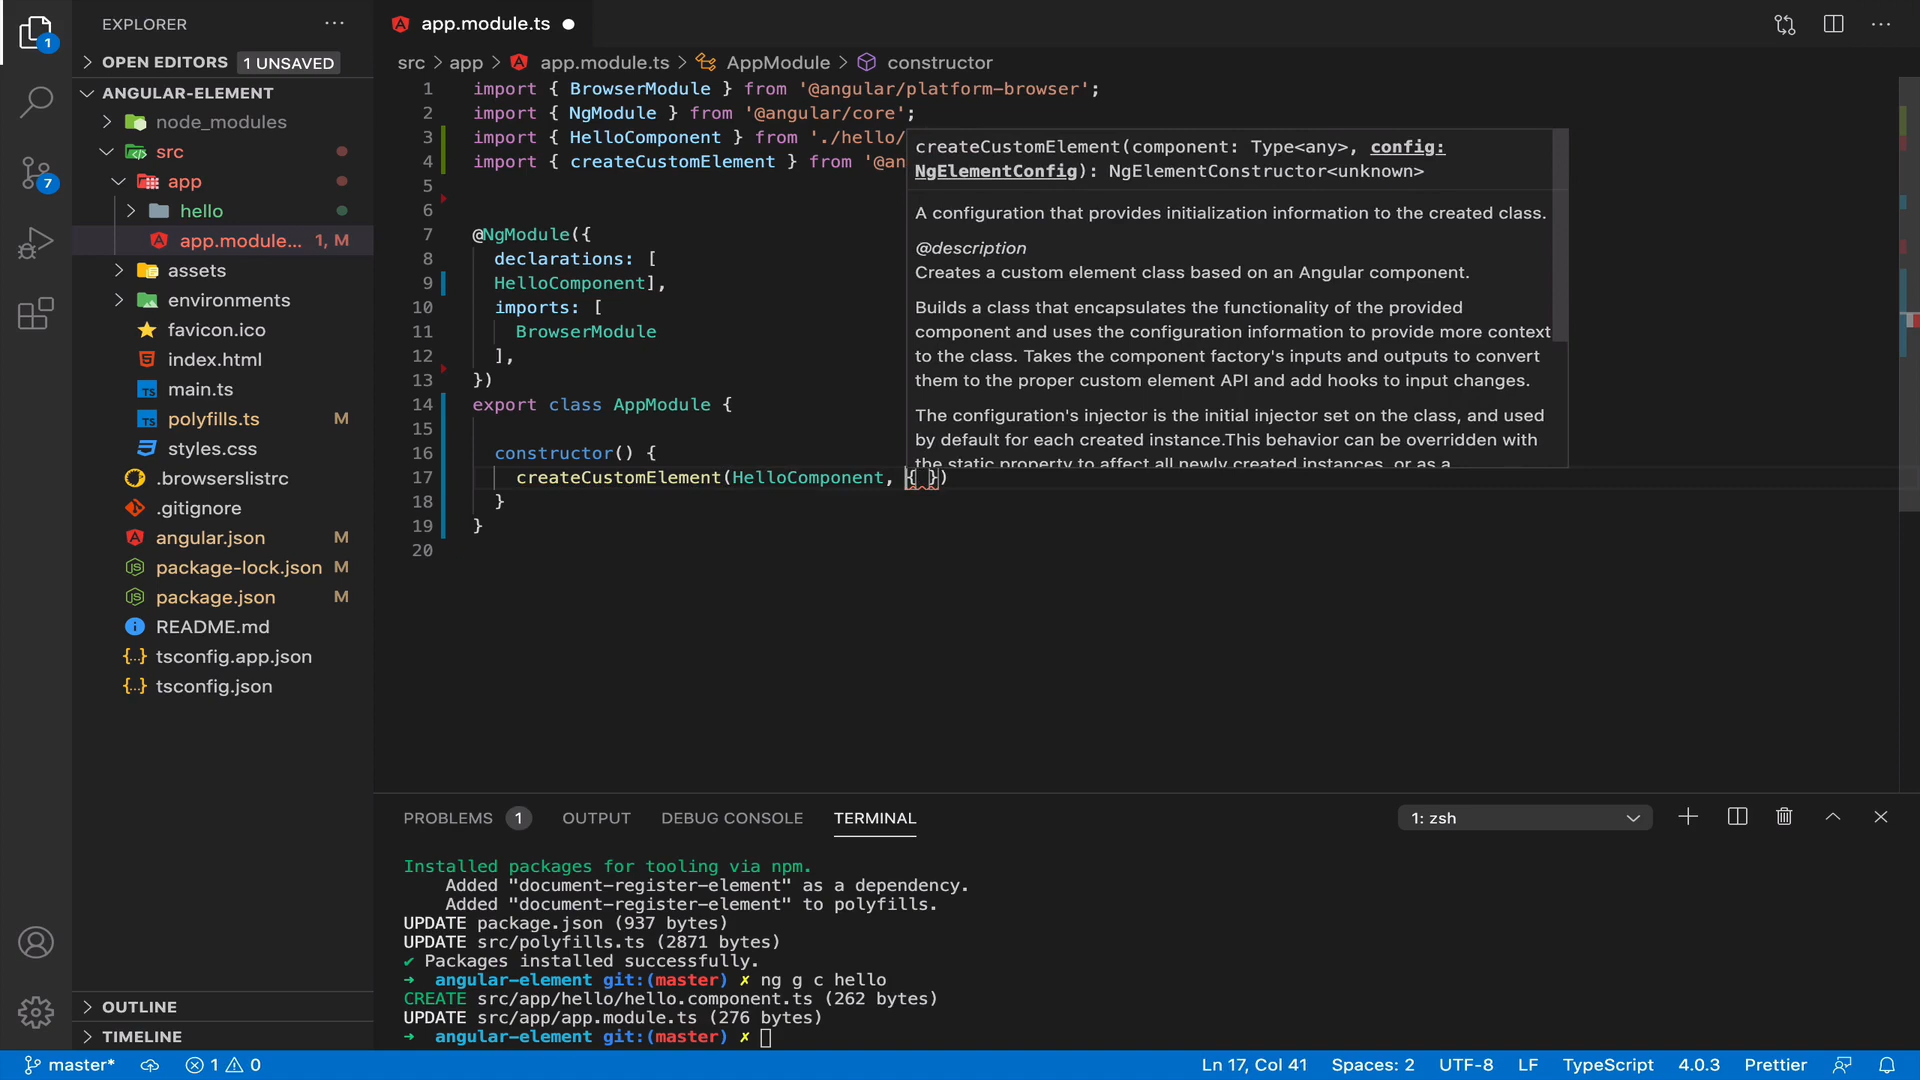 EXPLORER
OPEN EDITORS 1 UNSAVED
ANGULAR-ELEMENT
node_modules
src
app
hello
app.module... 1, M
assets
environments
favicon.ico
index.html
main.ts
polyfills.ts M
styles.css
.browserslistrc
.gitignore
angular.json M
package-lock.json M
package.json M
README.md
tsconfig.app.json
tsconfig.json
OUTLINE
TIMELINE
1
7
app.module.ts
src > app > app.module.ts > AppModule > constructor
1 import { BrowserModule } from '@angular/platform-browser';
2 import { NgModule } from '@angular/core';
3 import { HelloComponent } from './hello/
4 import { createCustomElement } from '@an
5
6
7 @NgModule({
8 declarations: [
9 HelloComponent],
10 imports: [
11 BrowserModule
12 ],
13 })
14 export class AppModule {
15
16 constructor() {
17 createCustomElement(HelloComponent, { })
18 }
19 }
20
createCustomElement(component: Type<any>, config:
NgElementConfig): NgElementConstructor<unknown>
A configuration that provides initialization information to the created class.
@description
Creates a custom element class based on an Angular component.
Builds a class that encapsulates the functionality of the provided
component and uses the configuration information to provide more context
to the class. Takes the component factory's inputs and outputs to convert
them to the proper custom element API and add hooks to input changes.
The configuration's injector is the initial injector set on the class, and used
by default for each created instance.This behavior can be overridden with
the static property to affect all newly created instances, or as a
PROBLEMS 1 OUTPUT DEBUG CONSOLE TERMINAL 1: zsh
Installed packages for tooling via npm.
Added "document-register-element" as a dependency.
Added "document-register-element" to polyfills.
UPDATE package.json (937 bytes)
UPDATE src/polyfills.ts (2871 bytes)
✔ Packages installed successfully.
→ angular-element git:(master) ✗ ng g c hello
CREATE src/app/hello/hello.component.ts (262 bytes)
UPDATE src/app/app.module.ts (276 bytes)
→ angular-element git:(master) ✗
master* 1 0 Ln 17, Col 41 Spaces: 2 UTF-8 LF TypeScript 4.0.3 Prettier